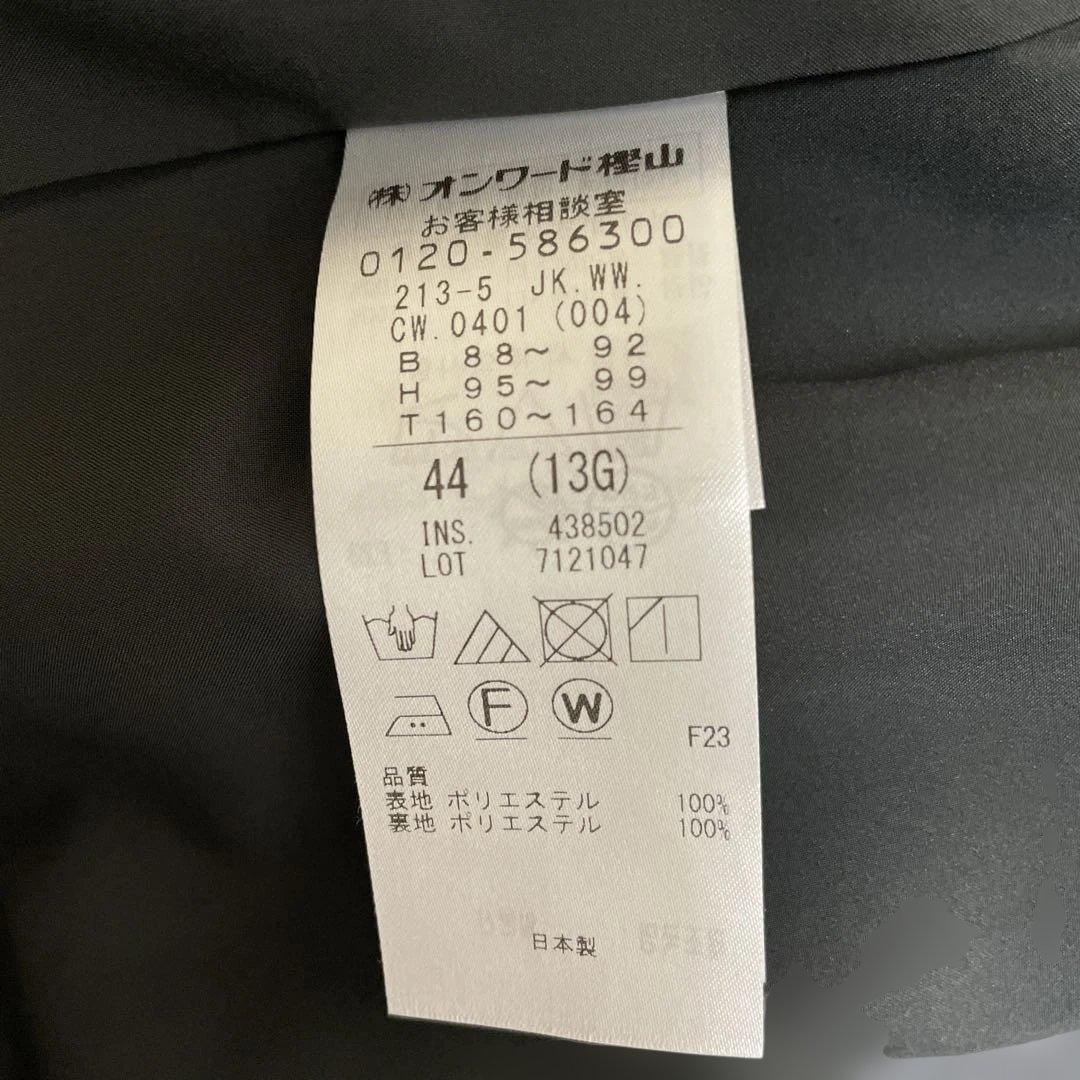 ㈱オンワード樫山
お客様相談室
0120-586300
213-5 JK.WW.
CW.0401 (004)
B 88~ 92
H 95~ 99
T160~164
44 (13G)
INS. 438502
LOT 7121047
F W
F23
品質
表地 ポリエステル 100%
裏地 ポリエステル 100%
日本製